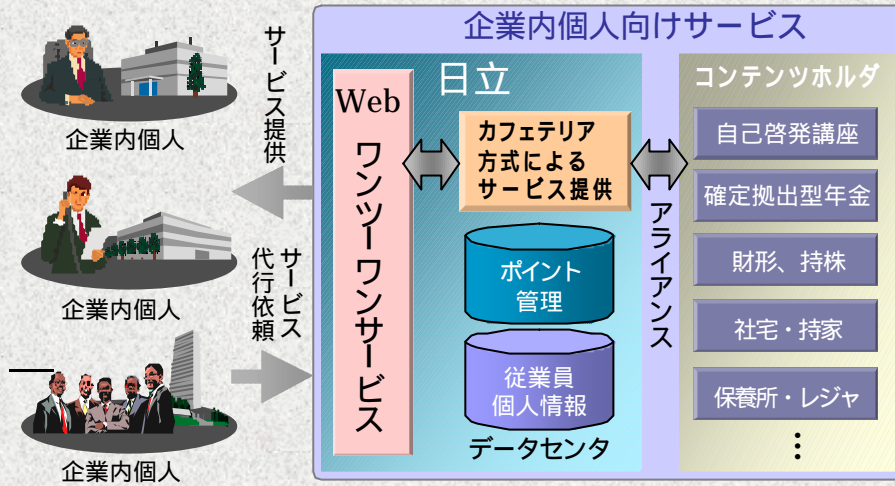 企業内個人向けサービス
企業内個人
企業内個人
企業内個人
サービス提供
サービス
代行依頼
日立
Web
ワンツーワンサービス
カフェテリア
方式による
サービス提供
ポイント
管理
従業員
個人情報
データセンタ
アライアンス
コンテンツホルダ
自己啓発講座
確定拠出型年金
財形、持株
社宅・持家
保養所・レジャ